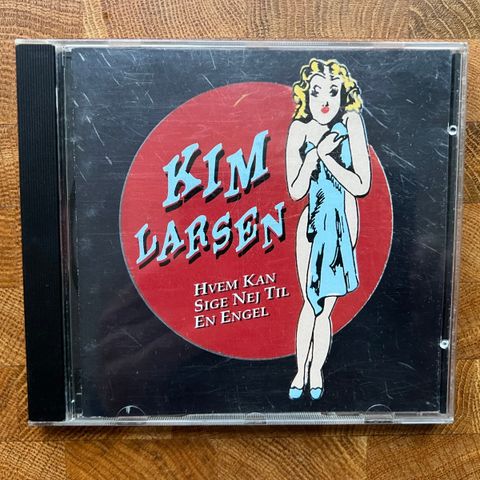 KIM
LARSEN
HVEM KAN
SIGE NEJ TIL
EN ENGEL